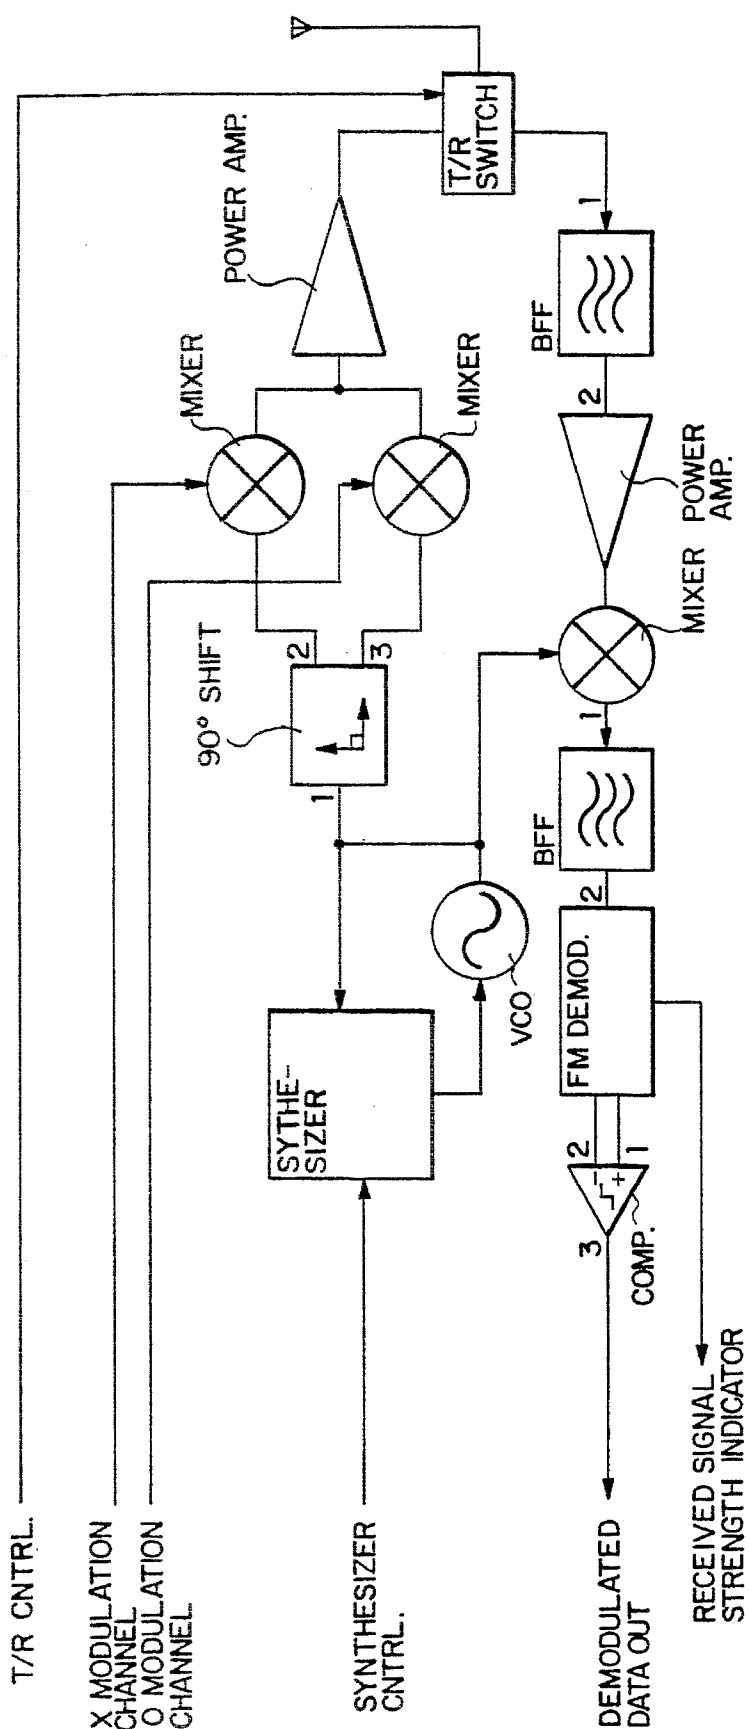 T/R CNTRL.
X MODULATION
CHANNEL
O MODULATION
CHANNEL
SYNTHESIZER
CNTRL.
DEMODULATED
DATA OUT
RECEIVED SIGNAL
STRENGTH INDICATOR
SYTHE-
SIZER
VCO
90° SHIFT
1
2
3
MIXER
MIXER
POWER AMP.
T/R
SWITCH
1
BFF
2
POWER
AMP.
MIXER
1
BFF
2
FM DEMOD.
2
1
- +
3
COMP.